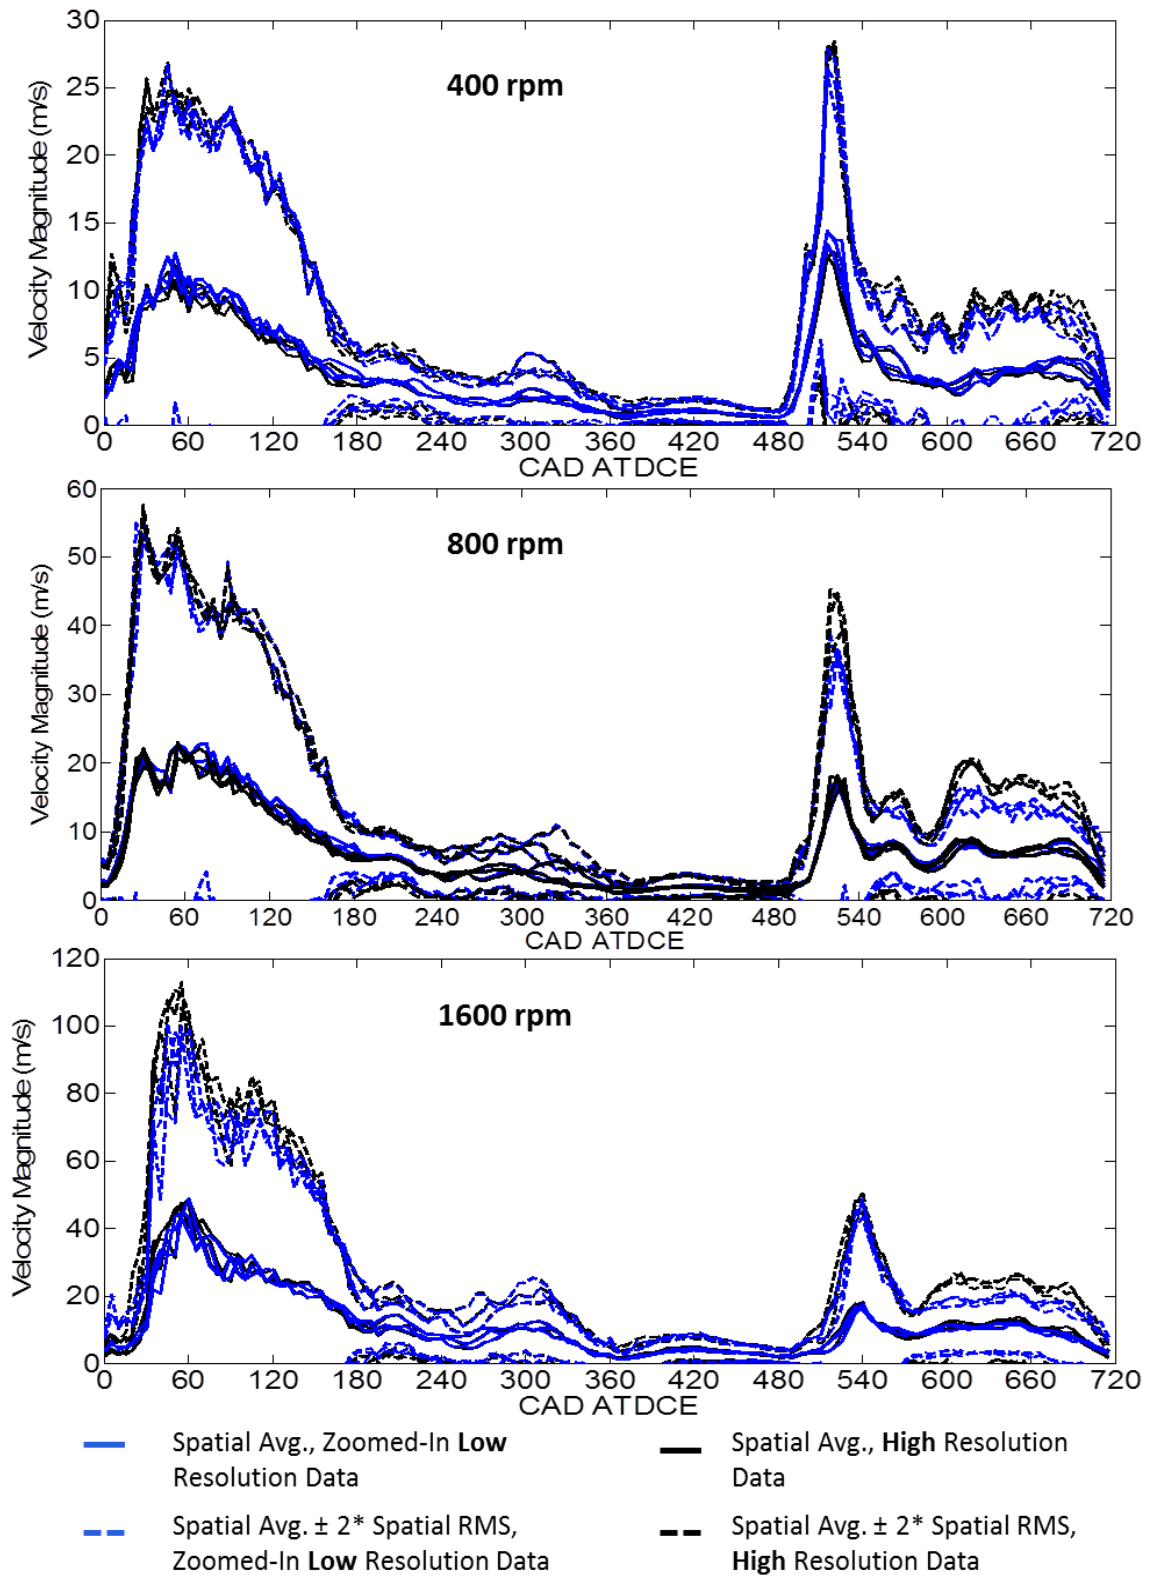 30
25
20
15
10
5
0
Velocity Magnitude (m/s)
400 rpm
0 60 120 180 240 300 360 420 480 540 600 660 720
CAD ATDCE
60
50
40
30
20
10
0
Velocity Magnitude (m/s)
800 rpm
0 60 120 180 240 300 360 420 480 540 600 660 720
CAD ATDCE
120
100
80
60
40
20
0
Velocity Magnitude (m/s)
1600 rpm
0 60 120 180 240 300 360 420 480 540 600 660 720
CAD ATDCE
Spatial Avg., Zoomed-In Low
Resolution Data
Spatial Avg., High Resolution
Data
Spatial Avg. ± 2* Spatial RMS,
Zoomed-In Low Resolution Data
Spatial Avg. ± 2* Spatial RMS,
High Resolution Data